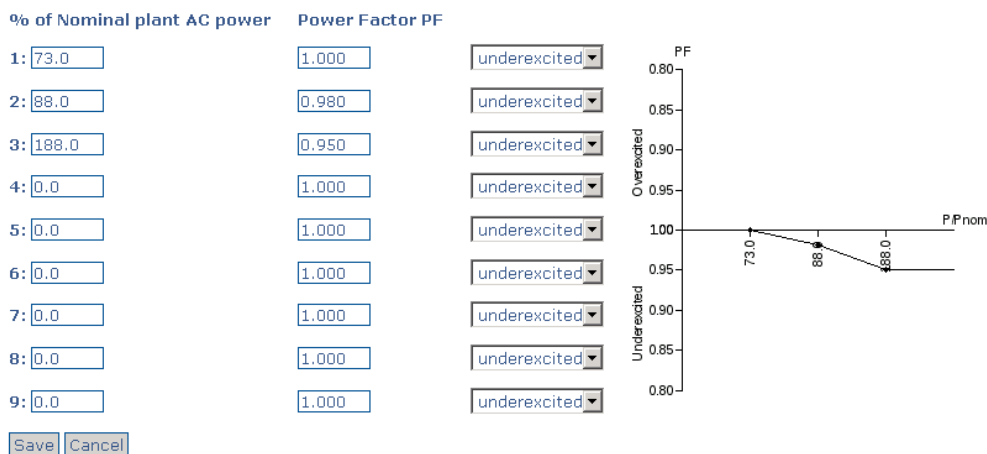 % of Nominal plant AC power Power Factor PF
1: 73.0 1.000 underexcited
2: 88.0 0.980 underexcited
3: 188.0 0.950 underexcited
4: 0.0 1.000 underexcited
5: 0.0 1.000 underexcited
6: 0.0 1.000 underexcited
7: 0.0 1.000 underexcited
8: 0.0 1.000 underexcited
9: 0.0 1.000 underexcited
Save Cancel
PF
0.80
0.85
0.90
0.95
1.00
0.95
0.90
0.85
0.80
Overexcited
Underexcited
P/Pnom
73.0
88.0
188.0